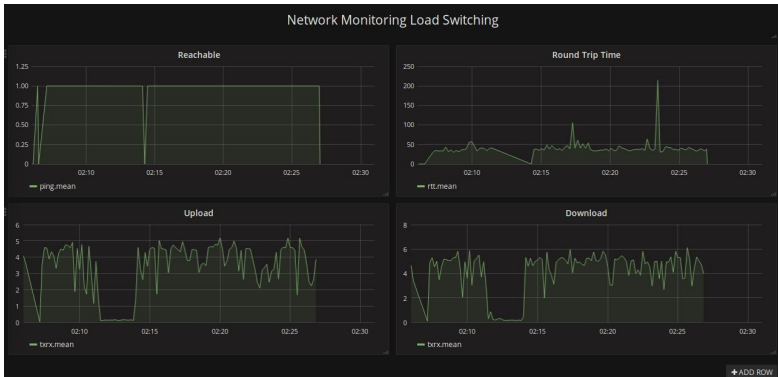 Network Monitoring Load Switching
Reachable
1.25
1.00
0.75
0.50
0.25
0
02:10 02:15 02:20 02:25 02:30
ping.mean
Round Trip Time
250
200
150
100
50
0
02:10 02:15 02:20 02:25 02:30
rtt.mean
Upload
6
5
4
3
2
1
0
02:10 02:15 02:20 02:25 02:30
txrx.mean
Download
8
6
4
2
0
02:10 02:15 02:20 02:25 02:30
txrx.mean
+ ADD ROW